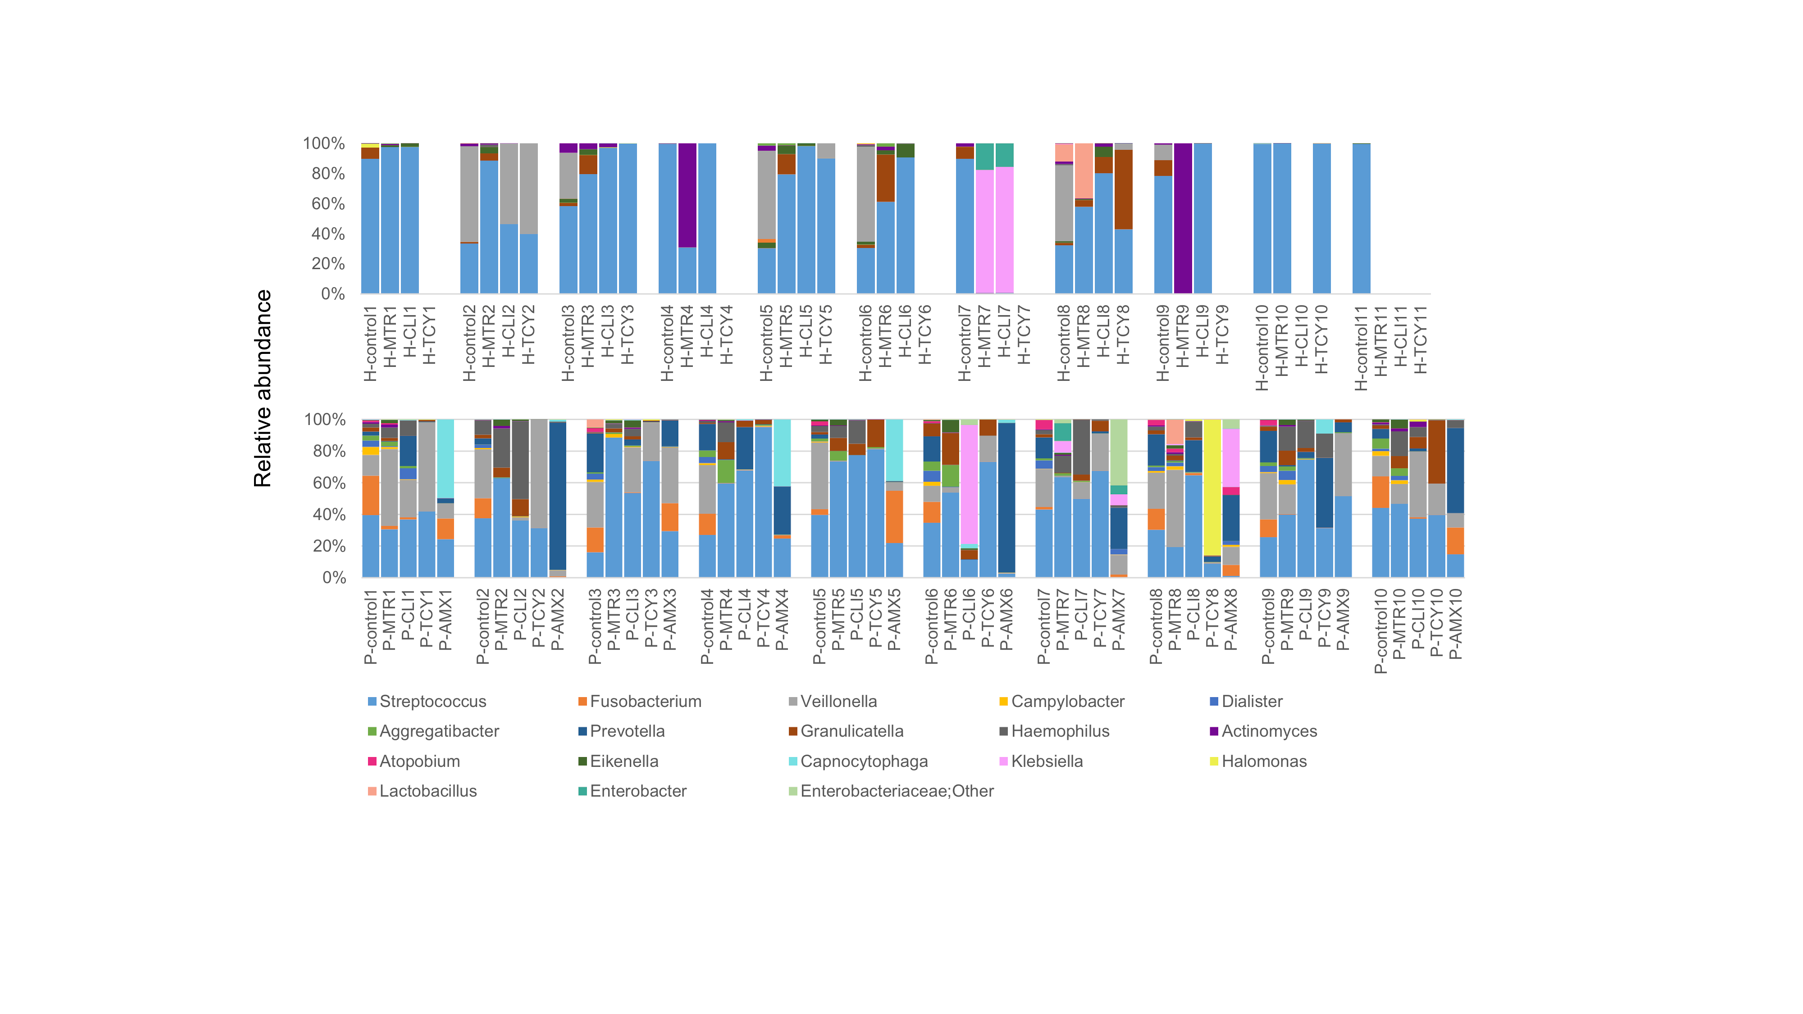 Relative abundance
100%
80%
60%
40%
20%
0%
H-control1
H-MTR1
H-CLI1
H-TCY1
H-control2
H-MTR2
H-CLI2
H-TCY2
H-control3
H-MTR3
H-CLI3
H-TCY3
H-control4
H-MTR4
H-CLI4
H-TCY4
H-control5
H-MTR5
H-CLI5
H-TCY5
H-control6
H-MTR6
H-CLI6
H-TCY6
H-control7
H-MTR7
H-CLI7
H-TCY7
H-control8
H-MTR8
H-CLI8
H-TCY8
H-control9
H-MTR9
H-CLI9
H-TCY9
H-control10
H-MTR10
H-CLI10
H-TCY10
H-control11
H-MTR11
H-CLI11
H-TCY11
100%
80%
60%
40%
20%
0%
P-control1
P-MTR1
P-CLI1
P-TCY1
P-AMX1
P-control2
P-MTR2
P-CLI2
P-TCY2
P-AMX2
P-control3
P-MTR3
P-CLI3
P-TCY3
P-AMX3
P-control4
P-MTR4
P-CLI4
P-TCY4
P-AMX4
P-control5
P-MTR5
P-CLI5
P-TCY5
P-AMX5
P-control6
P-MTR6
P-CLI6
P-TCY6
P-AMX6
P-control7
P-MTR7
P-CLI7
P-TCY7
P-AMX7
P-control8
P-MTR8
P-CLI8
P-TCY8
P-AMX8
P-control9
P-MTR9
P-CLI9
P-TCY9
P-AMX9
P-control10
P-MTR10
P-CLI10
P-TCY10
P-AMX10
Streptococcus Fusobacterium Veillonella Campylobacter Dialister
Aggregatibacter Prevotella Granulicatella Haemophilus Actinomyces
Atopobium Eikenella Capnocytophaga Klebsiella Halomonas
Lactobacillus Enterobacter Enterobacteriaceae;Other